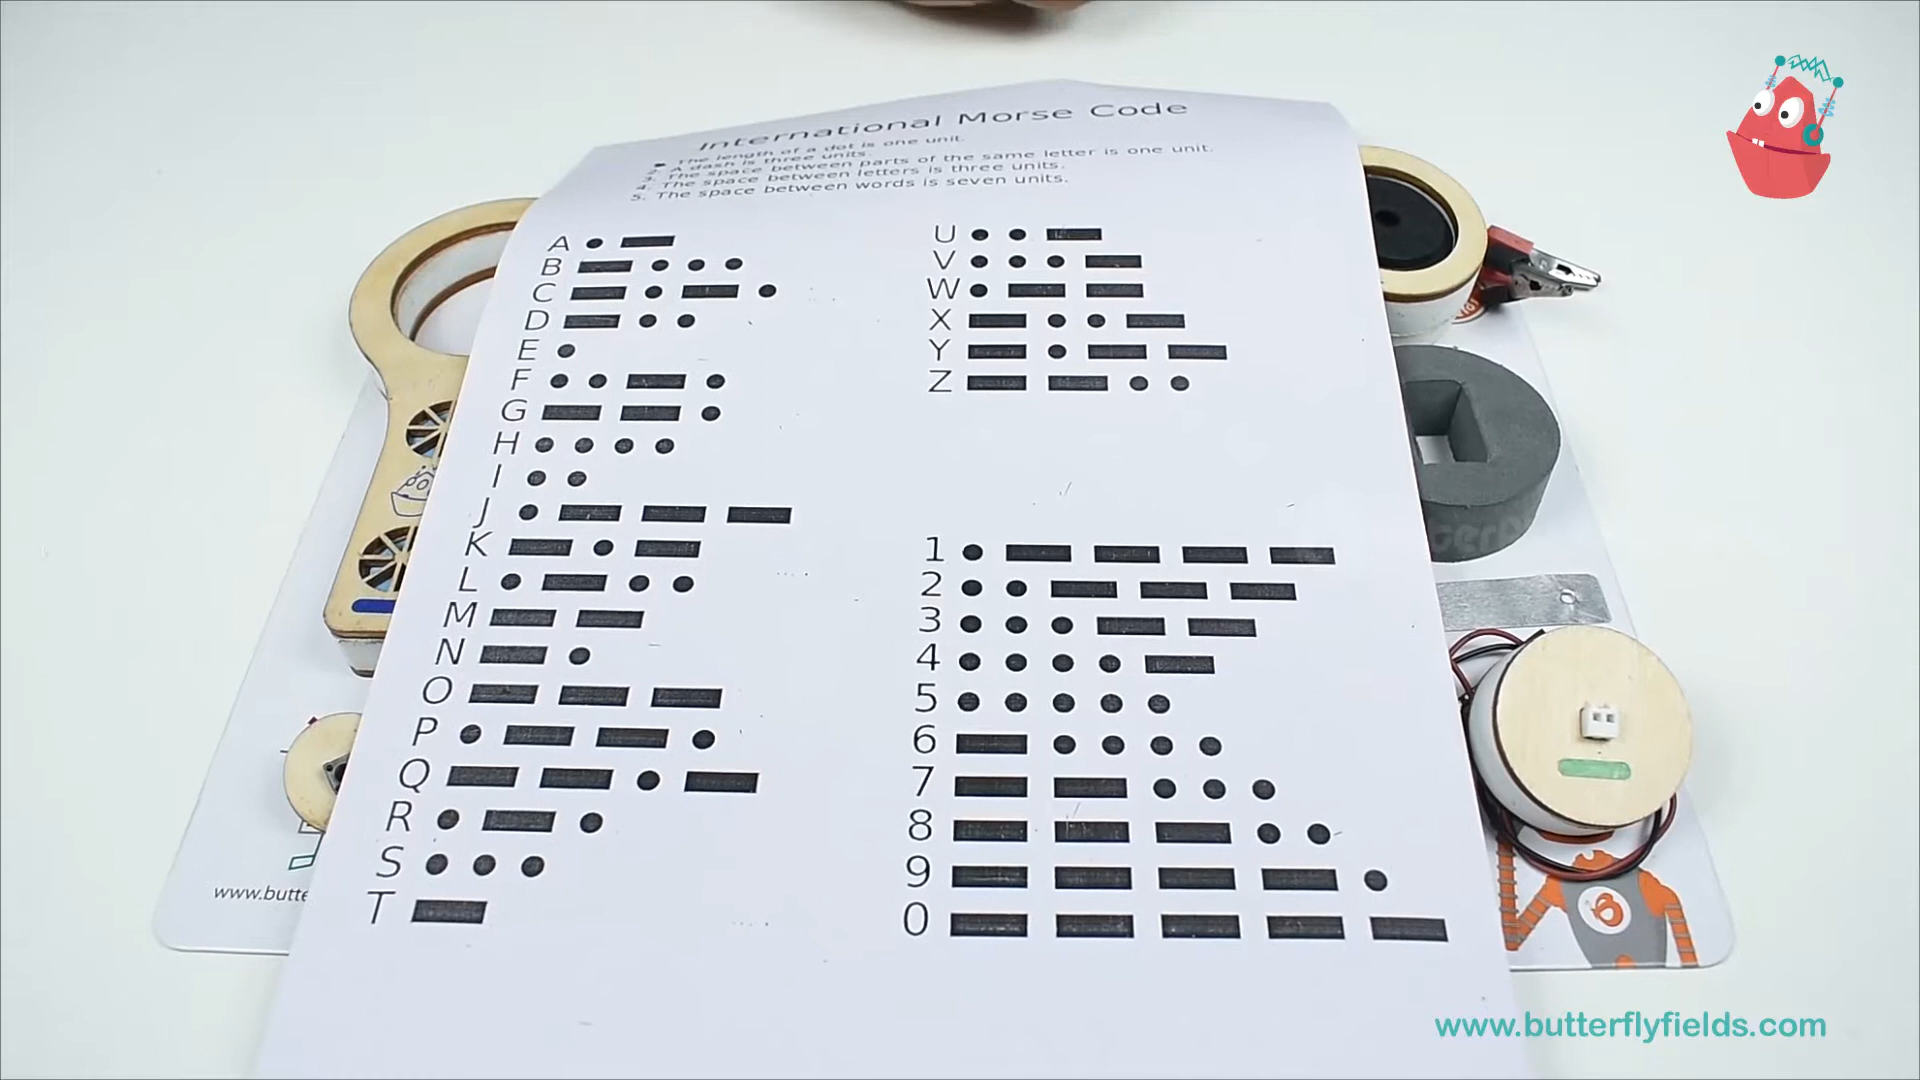 International Morse Code
The length of a dot is one unit.
2. A dash is three units.
3. The space between parts of the same letter is one unit.
4. The space between letters is three units.
5. The space between words is seven units.
A ● ▬
B ▬ ● ● ●
C ▬ ● ▬ ●
D ▬ ● ●
E ●
F ● ● ▬ ●
G ▬ ▬ ●
H ● ● ● ●
I ● ●
J ● ▬ ▬ ▬
K ▬ ● ▬
L ● ▬ ● ●
M ▬ ▬
N ▬ ●
O ▬ ▬ ▬
P ● ▬ ▬ ●
Q ▬ ▬ ● ▬
R ● ▬ ●
S ● ● ●
T ▬
U ● ● ▬
V ● ● ● ▬
W ● ▬ ▬
X ▬ ● ● ▬
Y ▬ ● ▬ ▬
Z ▬ ▬ ● ●
1 ● ▬ ▬ ▬ ▬
2 ● ● ▬ ▬ ▬
3 ● ● ● ▬ ▬
4 ● ● ● ● ▬
5 ● ● ● ● ●
6 ▬ ● ● ● ●
7 ▬ ▬ ● ● ●
8 ▬ ▬ ▬ ● ●
9 ▬ ▬ ▬ ▬ ●
0 ▬ ▬ ▬ ▬ ▬
www.butte
www.butterflyfields.com